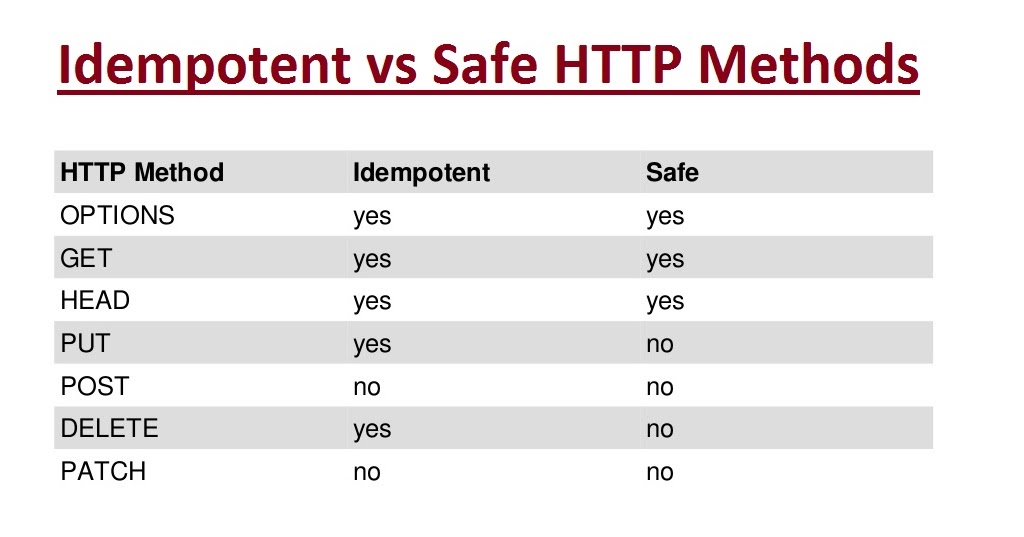 Idempotent vs Safe HTTP Methods
HTTP Method Idempotent Safe
OPTIONS yes yes
GET yes yes
HEAD yes yes
PUT yes no
POST no no
DELETE yes no
PATCH no no